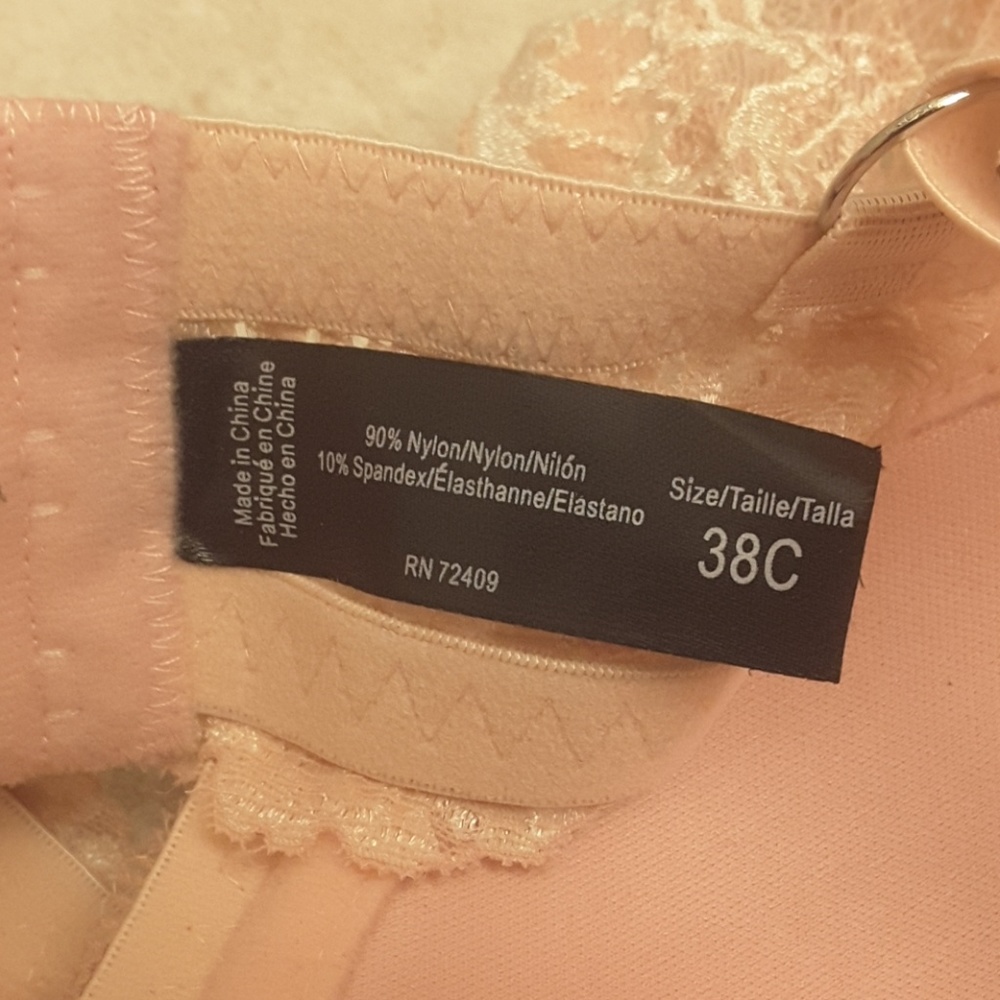 Made in China
Fabriqué en Chine
Hecho en China
90% Nylon/Nylon/Nilón
10% Spandex/Élasthanne/Elástano
RN 72409
Size/Taille/Talla
38C